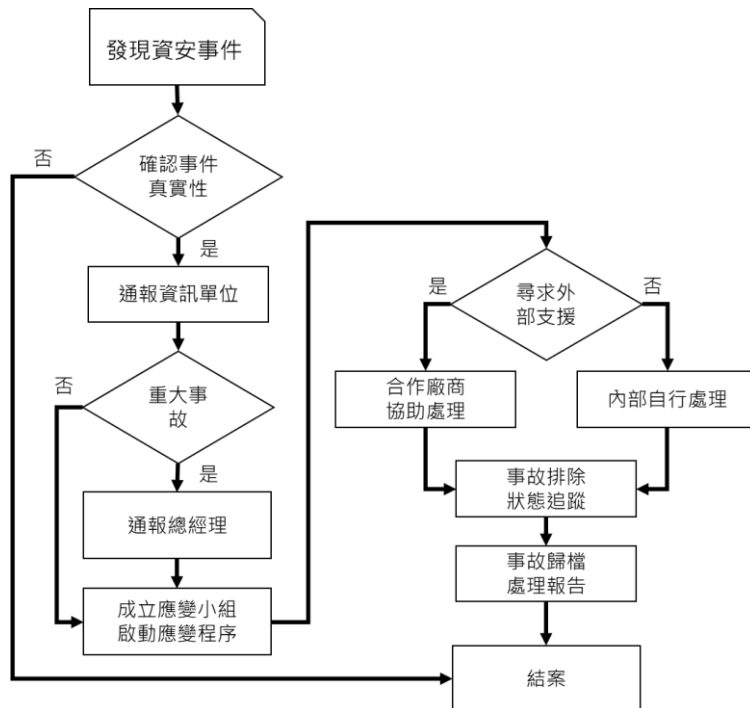 發現資安事件
否
確認事件
真實性
是
通報資訊單位
否
重大事
故
是
通報總經理
成立應變小組
啟動應變程序
尋求外
部支援
是
否
合作廠商
協助處理
內部自行處理
事故排除
狀態追蹤
事故歸檔
處理報告
結案